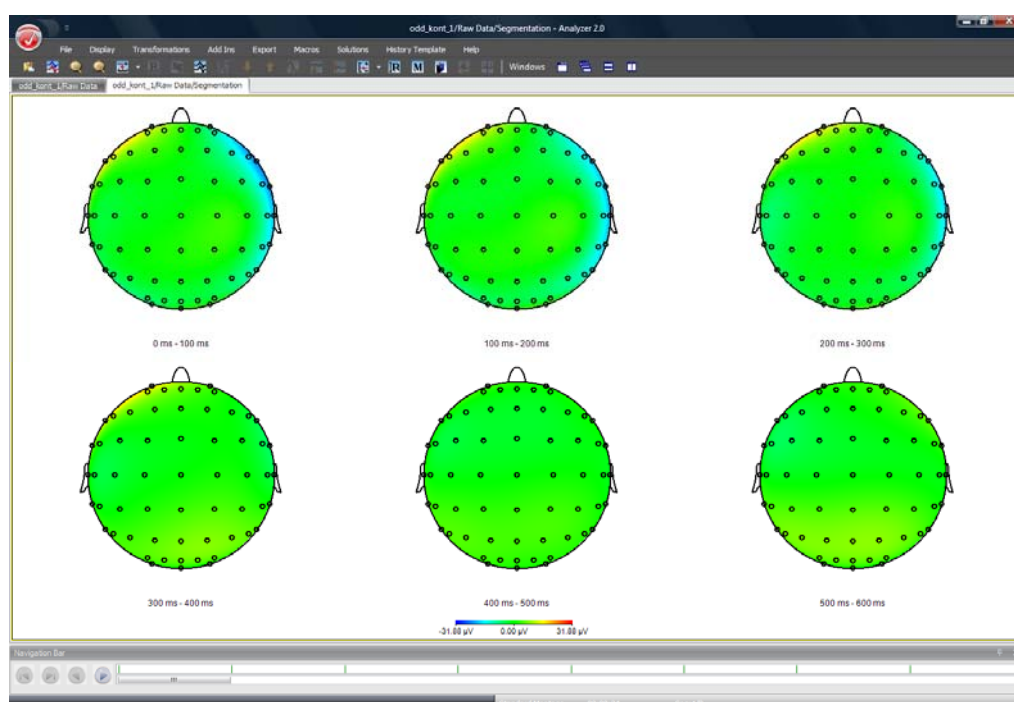 odd_kont_1/Raw Data/Segmentation - Analyzer 2.0
File Display Transformations Add Ins Export Macros Solutions History Template Help
R M Windows
odd_kont_1/Raw Data odd_kont_1/Raw Data/Segmentation
0 ms - 100 ms 100 ms - 200 ms 200 ms - 300 ms
300 ms - 400 ms 400 ms - 500 ms 500 ms - 600 ms
-31.88 µV 0.00 µV 31.88 µV
Navigation Bar